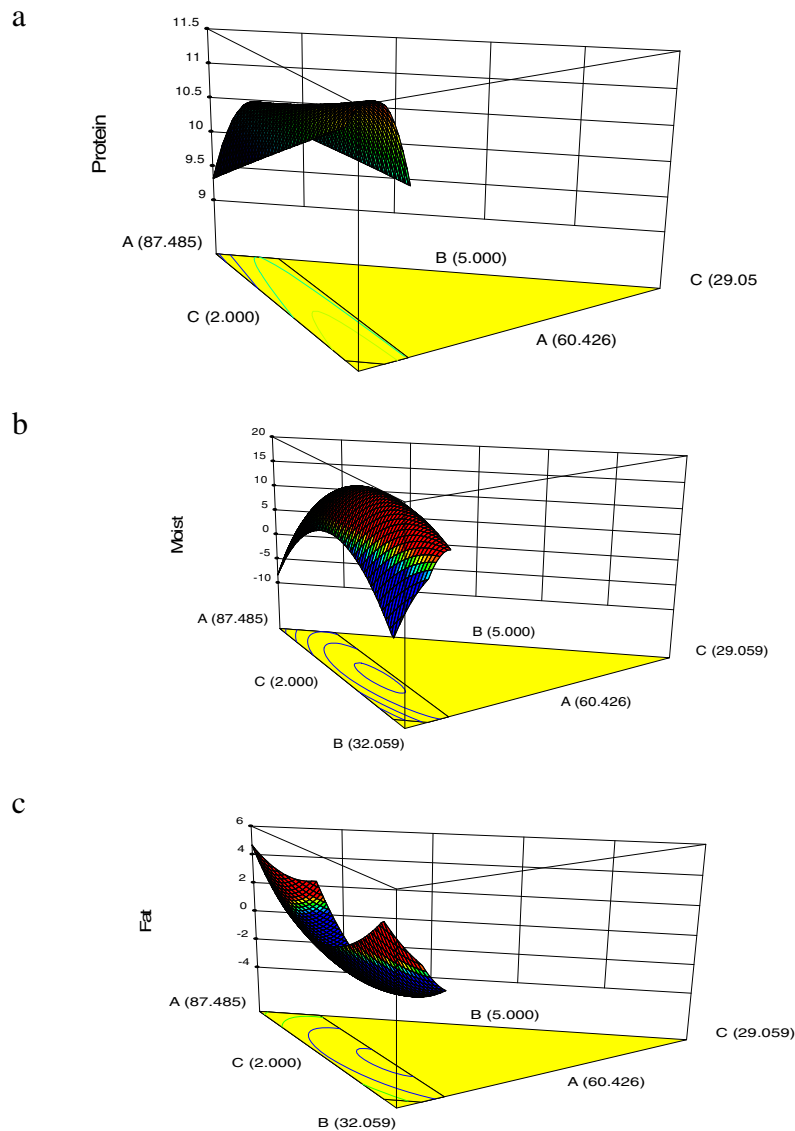 a
11.5
11
10.5
10
9.5
9
Protein
A (87.485)
B (5.000)
C (29.05
C (2.000)
A (60.426)
b
20
15
10
5
0
-5
-10
Moist
A (87.485)
B (5.000)
C (29.059)
C (2.000)
A (60.426)
B (32.059)
c
6
4
2
0
-2
-4
Fat
A (87.485)
B (5.000)
C (29.059)
C (2.000)
A (60.426)
B (32.059)